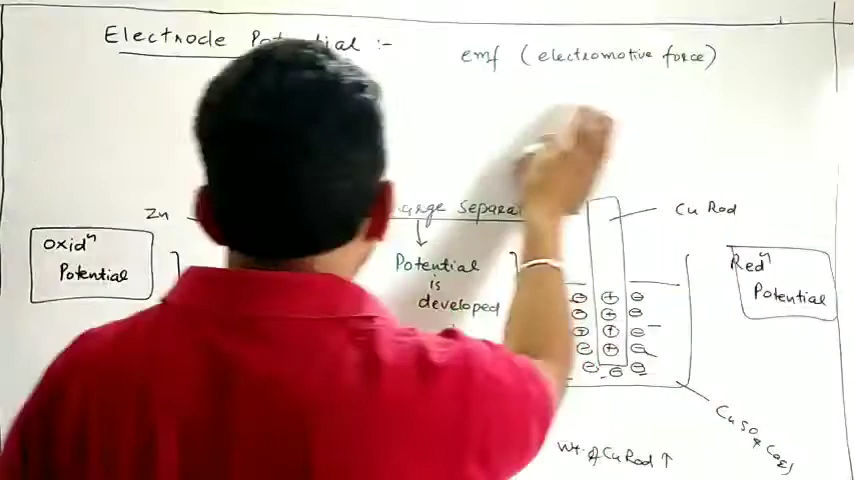 Electrode Potential :-
emf (electromotive force)
Zn
Cu Rod
Oxidⁿ
Potential
Potential
is
developed
Redⁿ
Potential
CuSO₄ (aq)
Wt. of Cu Rod ↑